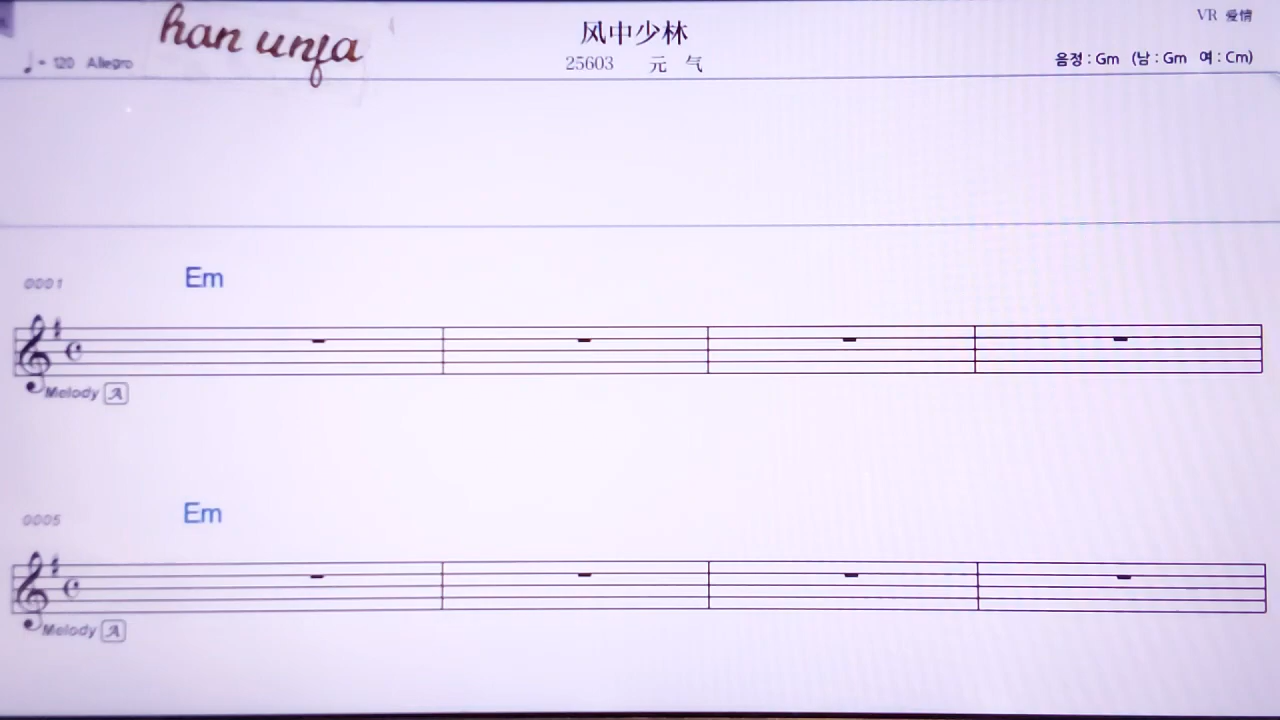 han unja
风中少林
VR 爱情
♩= 120 Allegro
25603 元 气
음정 : Gm (남 : Gm 여 : Cm)
0001
Em
Melody A
0005
Em
Melody A